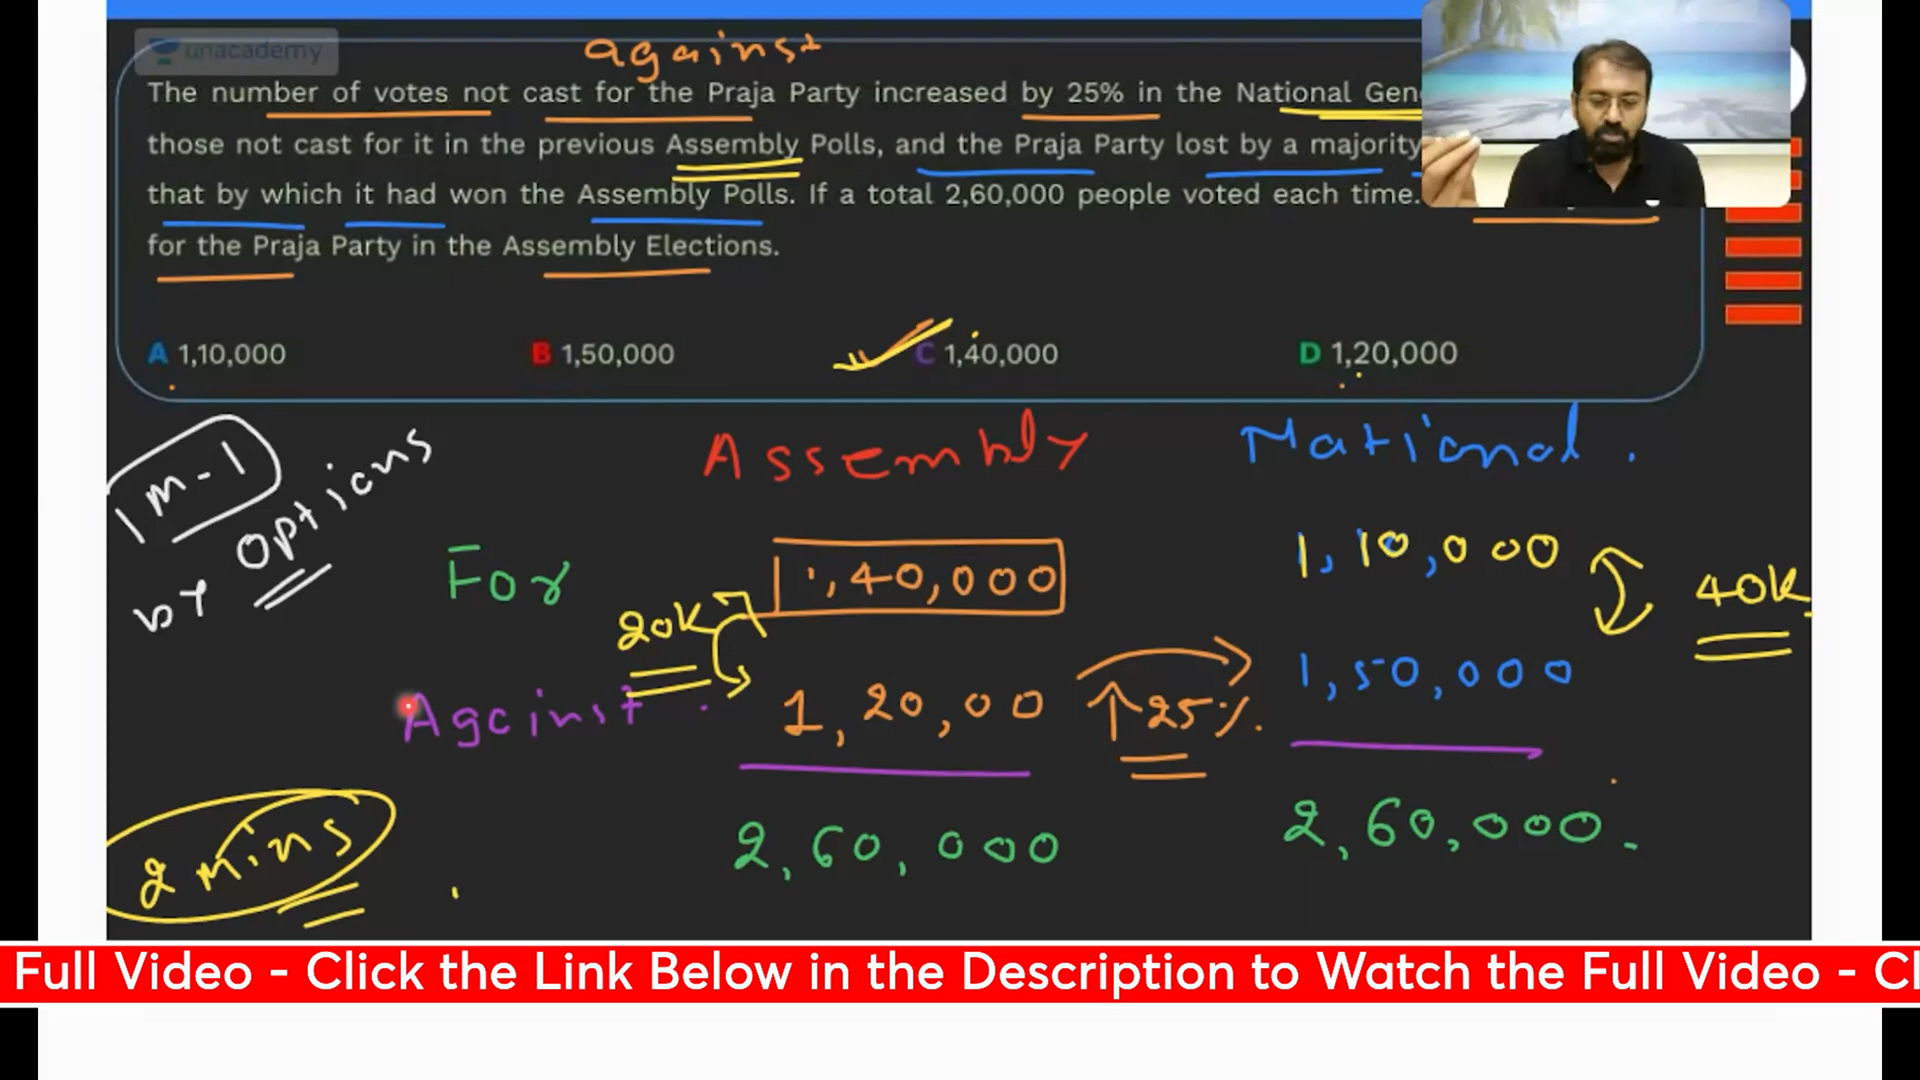 unacademy
against
The number of votes not cast for the Praja Party increased by 25% in the National Gen
those not cast for it in the previous Assembly Polls, and the Praja Party lost by a majority
that by which it had won the Assembly Polls. If a total 2,60,000 people voted each time.
for the Praja Party in the Assembly Elections.
A 1,10,000 B 1,50,000 C 1,40,000 D 1,20,000
M-1
by options
Assembly National.
For 1,40,000 1,10,000 40K
20K
Against 1,20,00 ↑25%. 1,50,000
2 mins
2,60,000 2,60,000
Full Video - Click the Link Below in the Description to Watch the Full Video - Cl